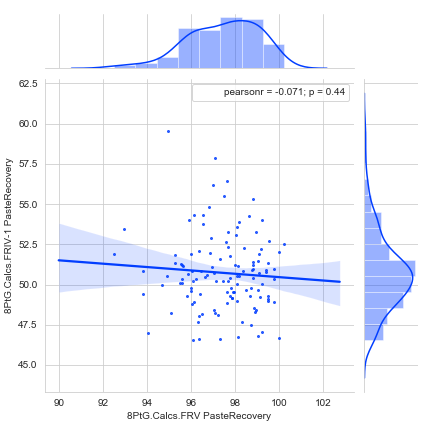 pearsonr = -0.071; p = 0.44
62.5
60.0
57.5
55.0
52.5
50.0
47.5
45.0
8PtG.Calcs.FRIV-1 PasteRecovery
90 92 94 96 98 100 102
8PtG.Calcs.FRV PasteRecovery